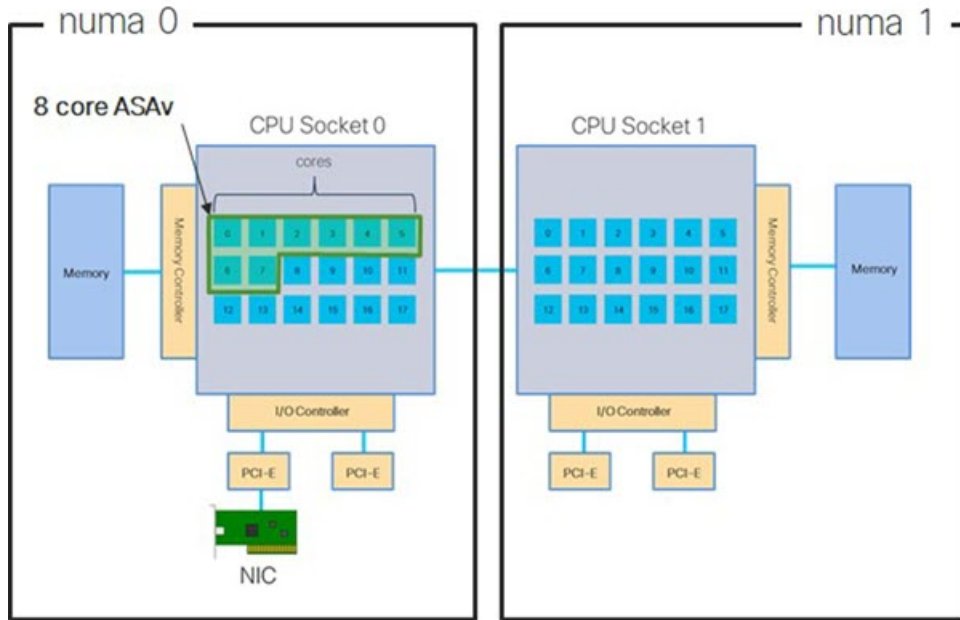 numa 0
numa 1
8 core ASAv
CPU Socket 0
CPU Socket 1
cores
0 1 2 3 4 5
6 7 8 9 10 11
12 13 14 15 16 17
0 1 2 3 4 5
6 7 8 9 10 11
12 13 14 15 16 17
Memory
Memory Controller
Memory Controller
Memory
I/O Controller
I/O Controller
PCI-E
PCI-E
PCI-E
PCI-E
NIC